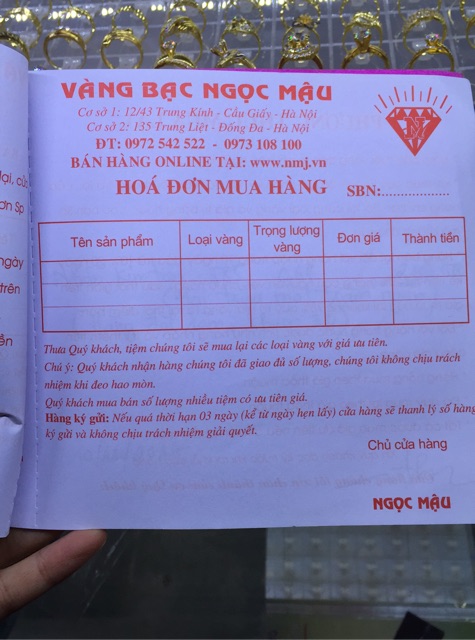 VÀNG BẠC NGỌC MẬU
Cơ sở 1: 12/43 Trung Kính - Cầu Giấy - Hà Nội
Cơ sở 2: 135 Trung Liệt - Đống Đa - Hà Nội
ĐT: 0972 542 522 - 0973 108 100
BÁN HÀNG ONLINE TẠI: www.nmj.vn
HOÁ ĐƠN MUA HÀNG SBN:.................
Tên sản phẩm Loại vàng Trọng lượng vàng Đơn giá Thành tiền
Thưa Quý khách, tiệm chúng tôi sẽ mua lại các loại vàng với giá ưu tiên.
Chú ý: Quý khách nhận hàng chúng tôi đã giao đủ số lượng, chúng tôi không chịu trách
nhiệm khi đeo hao mòn.
Quý khách mua bán số lượng nhiều tiệm có ưu tiên giá.
Hàng ký gửi: Nếu quá thời hạn 03 ngày (kể từ ngày hẹn lấy) cửa hàng sẽ thanh lý số hàng
ký gửi và không chịu trách nhiệm giải quyết.
Chủ cửa hàng
NGỌC MẬU
ngày
trên